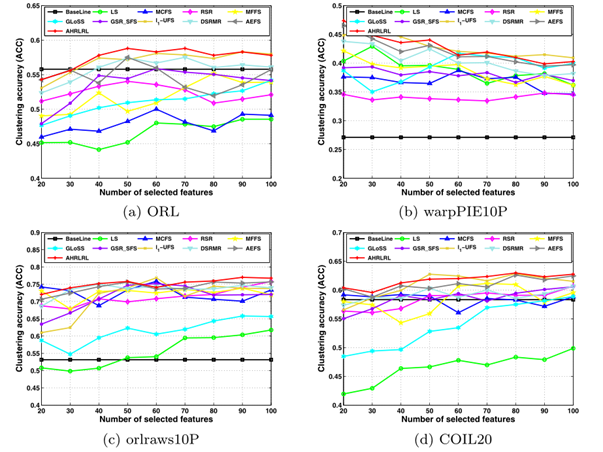 BaseLine LS MCFS RSR MFFS
GLoSS GSR_SFS l1-UFS DSRMR AEFS
AHRLRL
Clustering accuracy (ACC)
0.65
0.6
0.55
0.5
0.45
0.4
20 30 40 50 60 70 80 90 100
Number of selected features
(a) ORL
BaseLine LS MCFS RSR MFFS
GLoSS GSR_SFS l1-UFS DSRMR AEFS
AHRLRL
Clustering accuracy (ACC)
0.5
0.45
0.4
0.35
0.3
0.25
0.2
20 30 40 50 60 70 80 90 100
Number of selected features
(b) warpPIE10P
BaseLine LS MCFS RSR MFFS
GLoSS GSR_SFS l1-UFS DSRMR AEFS
AHRLRL
Clustering accuracy (ACC)
0.9
0.85
0.8
0.75
0.7
0.65
0.6
0.55
0.5
0.45
0.4
20 30 40 50 60 70 80 90 100
Number of selected features
(c) orlraws10P
BaseLine LS MCFS RSR MFFS
GLoSS GSR_SFS l1-UFS DSRMR AEFS
AHRLRL
Clustering accuracy (ACC)
0.7
0.65
0.6
0.55
0.5
0.45
0.4
20 30 40 50 60 70 80 90 100
Number of selected features
(d) COIL20